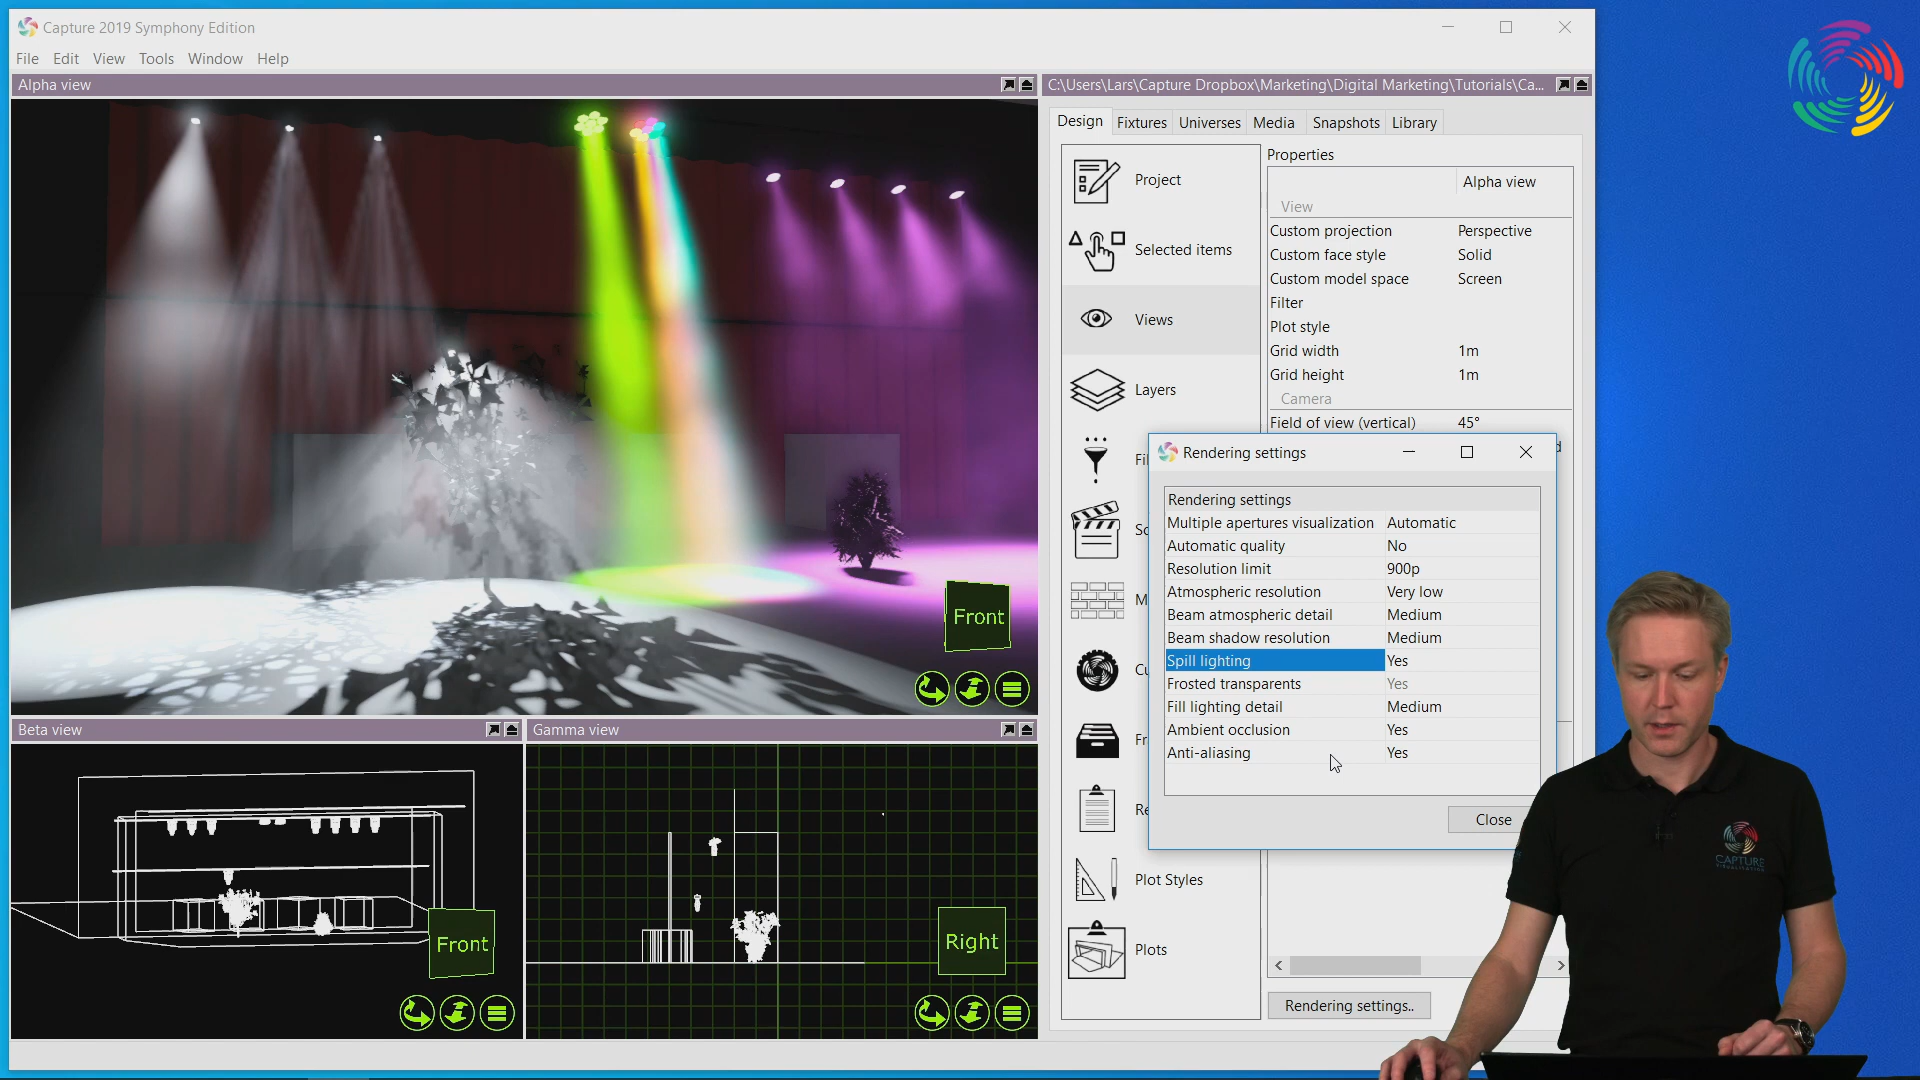 Capture 2019 Symphony Edition
File Edit View Tools Window Help
Alpha view
C:\Users\Lars\Capture Dropbox\Marketing\Digital Marketing\Tutorials\Ca...
Design Fixtures Universes Media Snapshots Library
Project
Selected items
Views
Layers
Fil
Sc
M
Cu
Fr
Re
Plot Styles
Plots
Properties
Alpha view
View
Custom projection Perspective
Custom face style Solid
Custom model space Screen
Filter
Plot style
Grid width 1m
Grid height 1m
Camera
Field of view (vertical) 45°
d
Rendering settings
Rendering settings
Multiple apertures visualization Automatic
Automatic quality No
Resolution limit 900p
Atmospheric resolution Very low
Beam atmospheric detail Medium
Beam shadow resolution Medium
Spill lighting Yes
Frosted transparents Yes
Fill lighting detail Medium
Ambient occlusion Yes
Anti-aliasing Yes
Close
Rendering settings..
Front
Beta view
Front
Gamma view
Right
CAPTURE